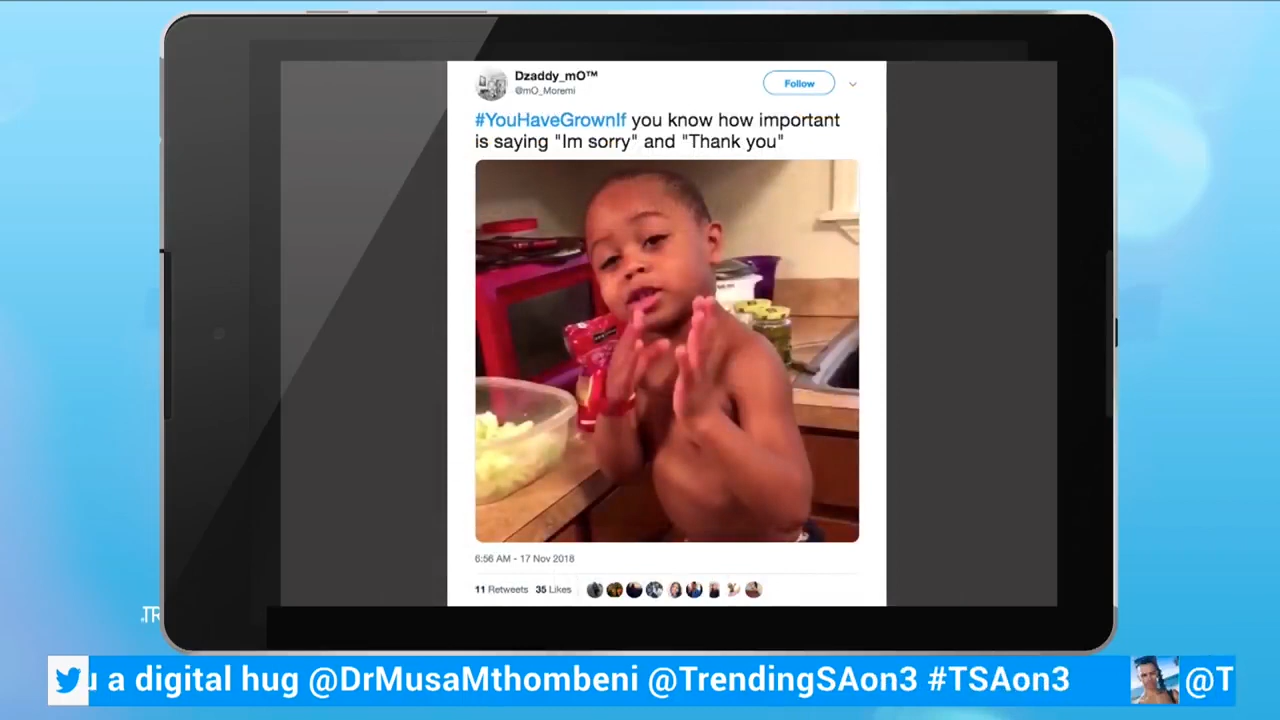 Dzaddy_mO™
@mO_Moremi
Follow
#YouHaveGrownIf you know how important
is saying "Im sorry" and "Thank you"
6:56 AM - 17 Nov 2018
11 Retweets 35 Likes
.TR
a digital hug @DrMusaMthombeni @TrendingSAon3 #TSAon3
@T